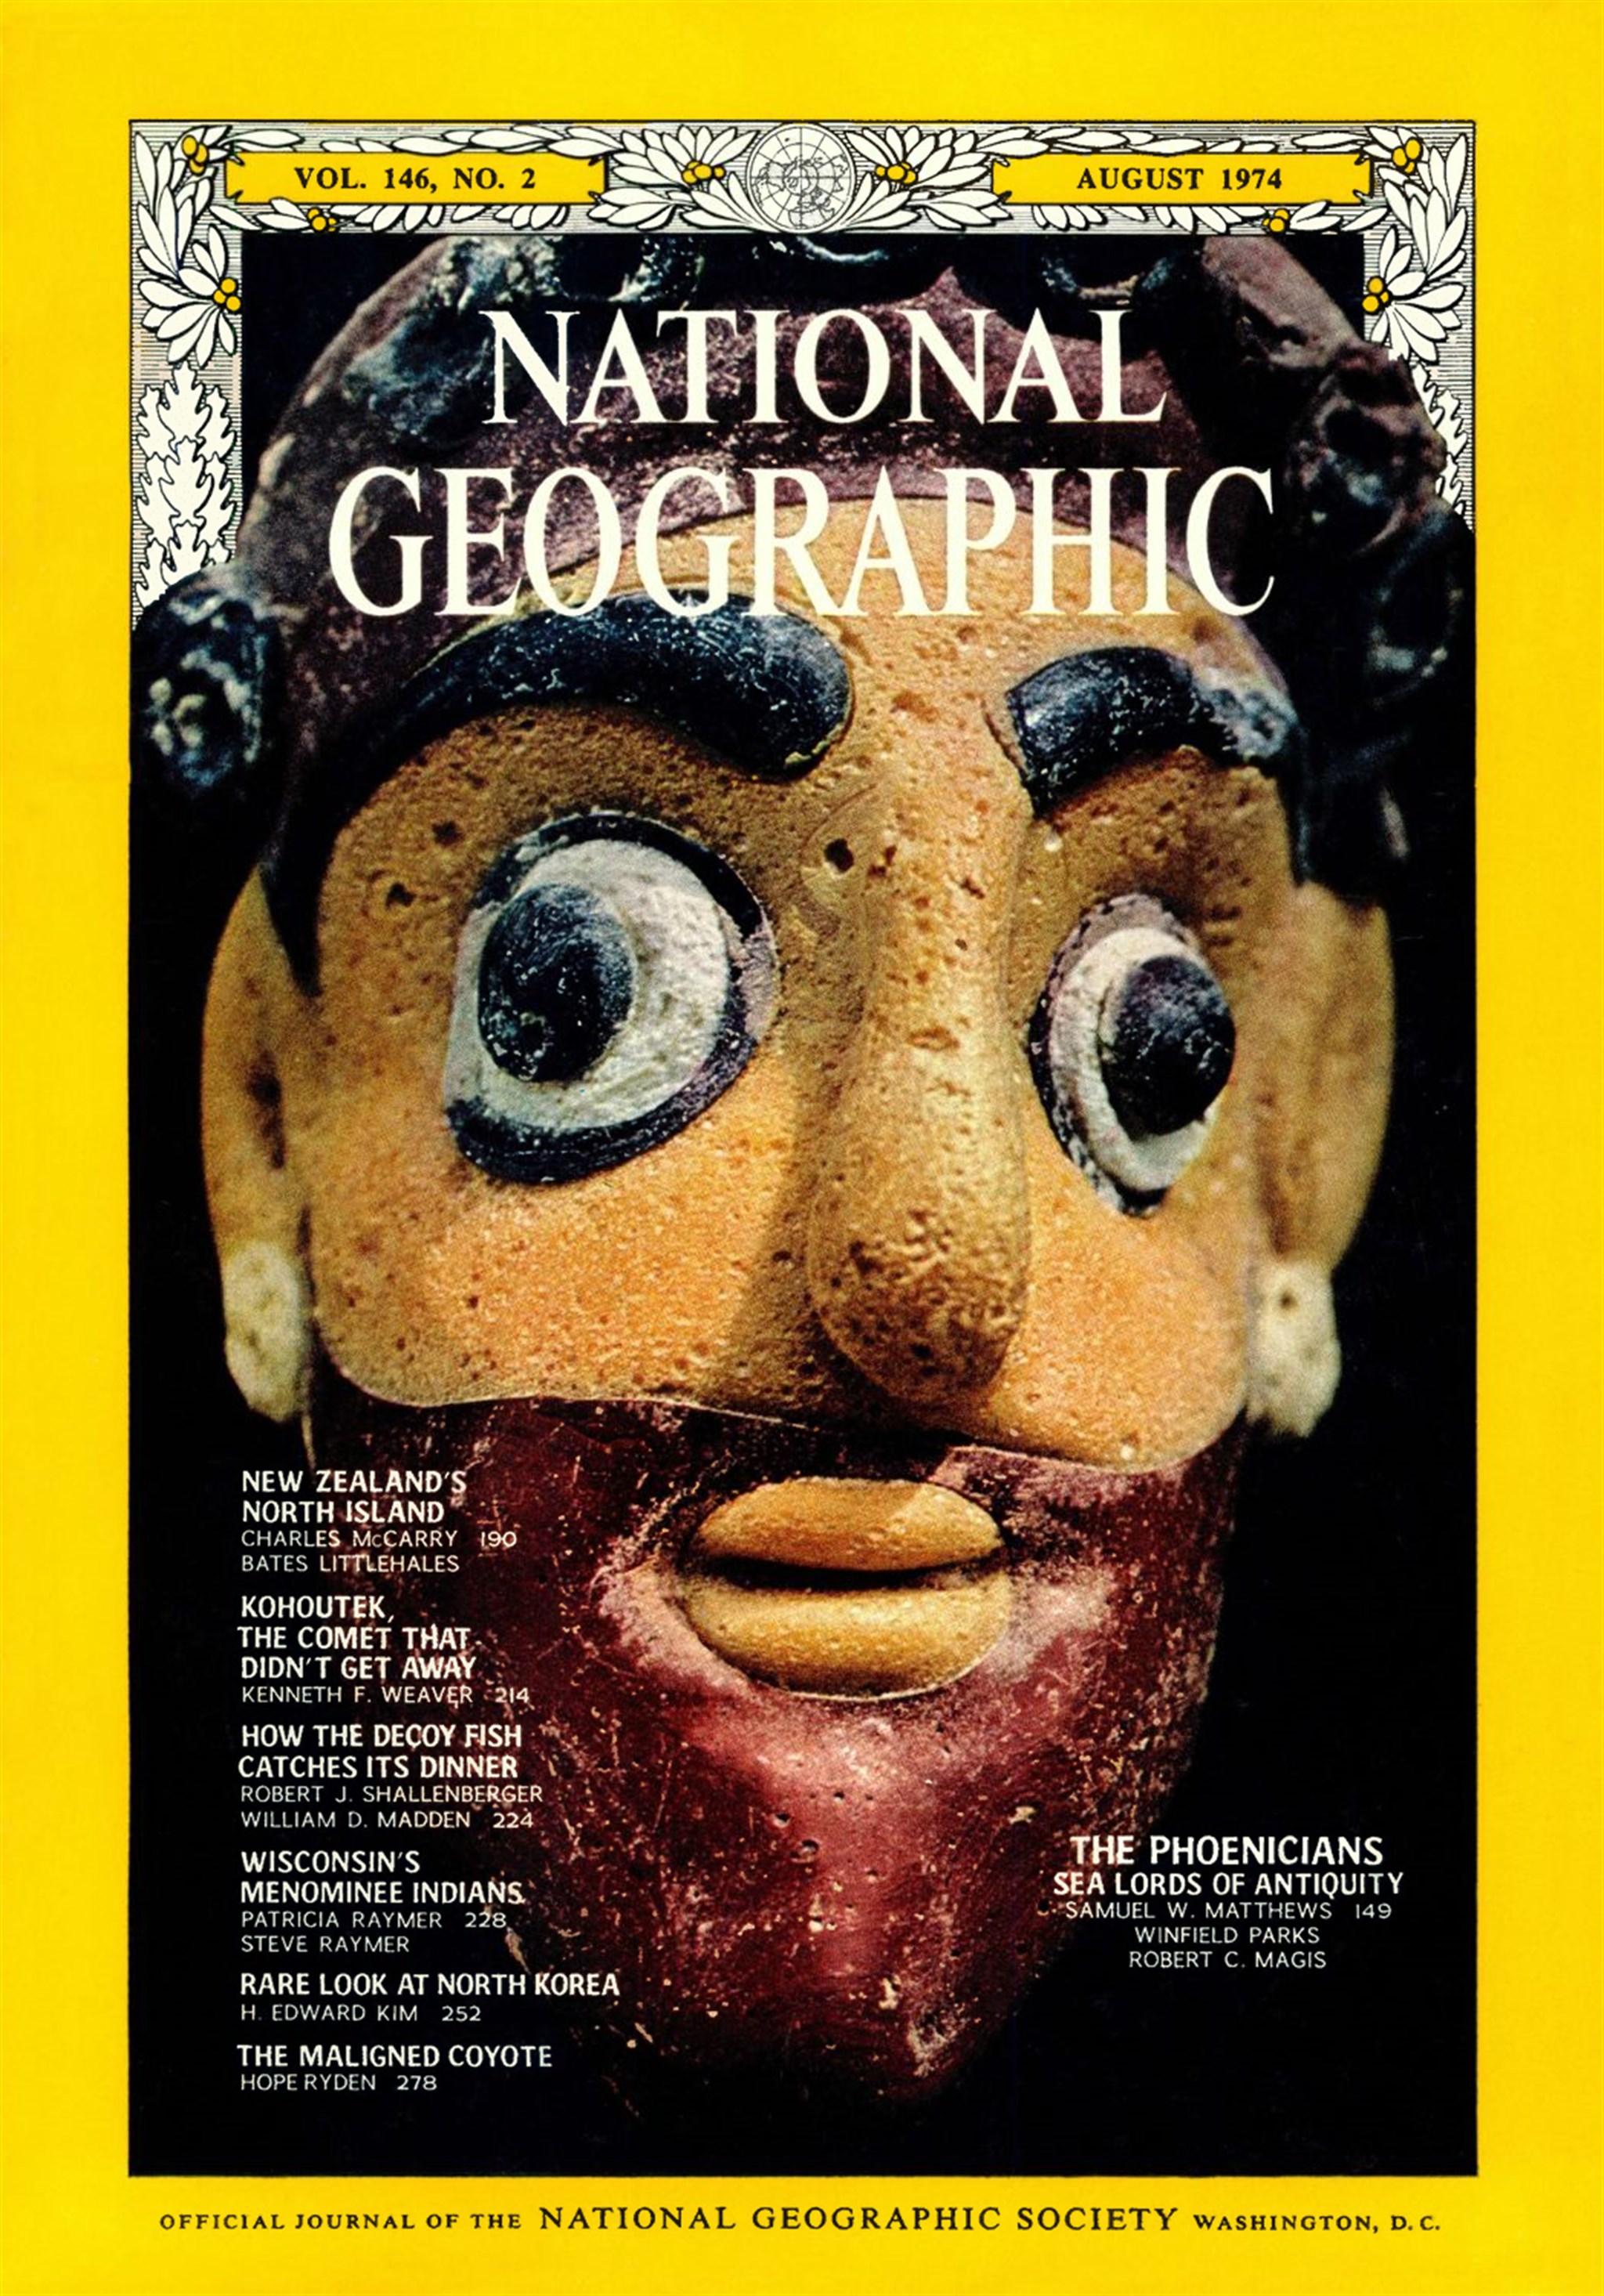 VOL. 146, NO. 2
AUGUST 1974
NATIONAL
GEOGRAPHIC
NEW ZEALAND'S
NORTH ISLAND
CHARLES McCARRY 190
BATES LITTLEHALES
KOHOUTEK,
THE COMET THAT
DIDN'T GET AWAY
KENNETH F. WEAVER 214
HOW THE DECOY FISH
CATCHES ITS DINNER
ROBERT J. SHALLENBERGER
WILLIAM D. MADDEN 224
WISCONSIN'S
MENOMINEE INDIANS
PATRICIA RAYMER 228
STEVE RAYMER
RARE LOOK AT NORTH KOREA
H. EDWARD KIM 252
THE MALIGNED COYOTE
HOPE RYDEN 278
THE PHOENICIANS
SEA LORDS OF ANTIQUITY
SAMUEL W. MATTHEWS 149
WINFIELD PARKS
ROBERT C. MAGIS
OFFICIAL JOURNAL OF THE NATIONAL GEOGRAPHIC SOCIETY WASHINGTON, D.C.